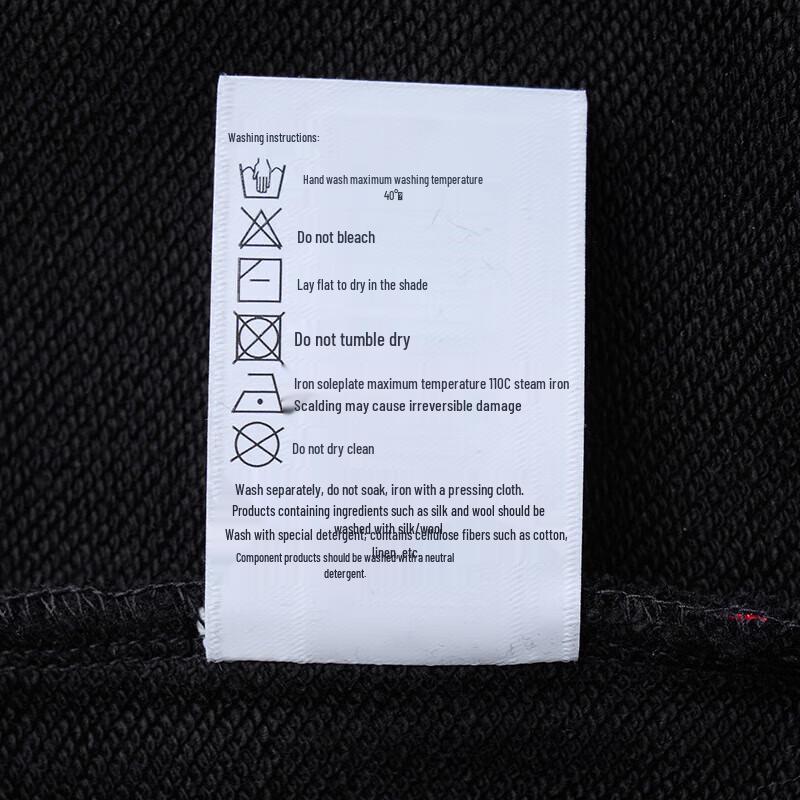 Washing instructions:
Hand wash maximum washing temperature
40°
Do not bleach
Lay flat to dry in the shade
Do not tumble dry
Iron soleplate maximum temperature 110C steam iron
Scalding may cause irreversible damage
Do not dry clean
Wash separately, do not soak, iron with a pressing cloth.
Products containing ingredients such as silk and wool should be
washed with silk/wool
Wash with special detergent; contains cellulose fibers such as cotton,
linen, etc.
Component products should be washed with a neutral
detergent.